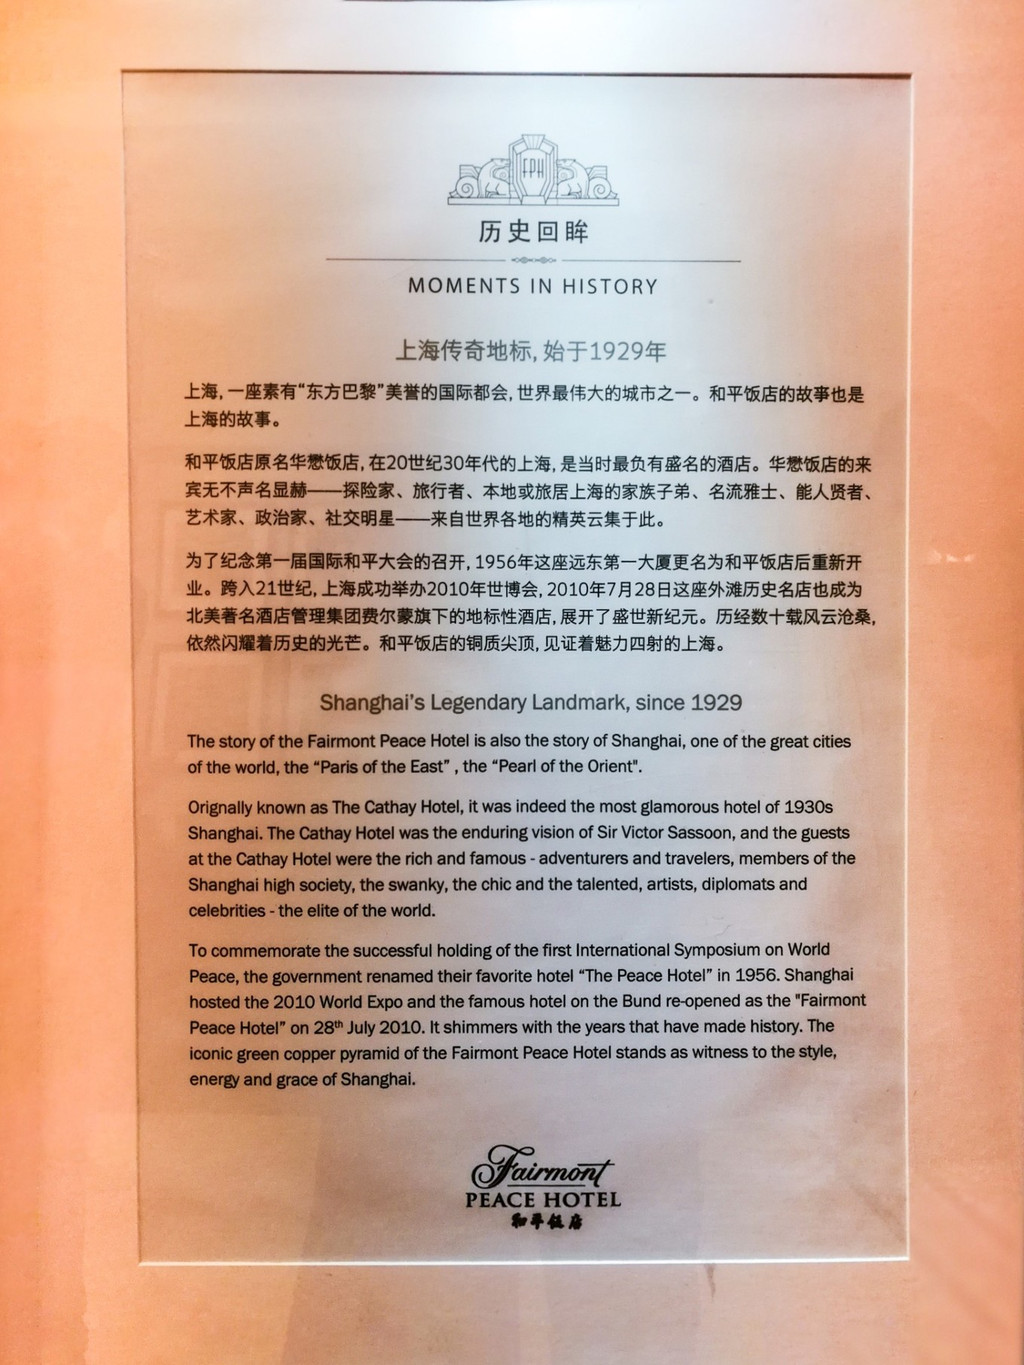 FPH
历史回眸
MOMENTS IN HISTORY
上海传奇地标, 始于1929年
上海, 一座素有“东方巴黎”美誉的国际都会, 世界最伟大的城市之一。和平饭店的故事也是
上海的故事。
和平饭店原名华懋饭店, 在20世纪30年代的上海, 是当时最负有盛名的酒店。华懋饭店的来
宾无不声名显赫——探险家、旅行者、本地或旅居上海的家族子弟、名流雅士、能人贤者、
艺术家、政治家、社交明星——来自世界各地的精英云集于此。
为了纪念第一届国际和平大会的召开, 1956年这座远东第一大厦更名为和平饭店后重新开
业。跨入21世纪, 上海成功举办2010年世博会, 2010年7月28日这座外滩历史名店也成为
北美著名酒店管理集团费尔蒙旗下的地标性酒店, 展开了盛世新纪元。历经数十载风云沧桑,
依然闪耀着历史的光芒。和平饭店的铜质尖顶, 见证着魅力四射的上海。
Shanghai's Legendary Landmark, since 1929
The story of the Fairmont Peace Hotel is also the story of Shanghai, one of the great cities
of the world, the “Paris of the East” , the “Pearl of the Orient".
Orignally known as The Cathay Hotel, it was indeed the most glamorous hotel of 1930s
Shanghai. The Cathay Hotel was the enduring vision of Sir Victor Sassoon, and the guests
at the Cathay Hotel were the rich and famous - adventurers and travelers, members of the
Shanghai high society, the swanky, the chic and the talented, artists, diplomats and
celebrities - the elite of the world.
To commemorate the successful holding of the first International Symposium on World
Peace, the government renamed their favorite hotel “The Peace Hotel” in 1956. Shanghai
hosted the 2010 World Expo and the famous hotel on the Bund re-opened as the "Fairmont
Peace Hotel” on 28th July 2010. It shimmers with the years that have made history. The
iconic green copper pyramid of the Fairmont Peace Hotel stands as witness to the style,
energy and grace of Shanghai.
Fairmont
PEACE HOTEL
和平饭店